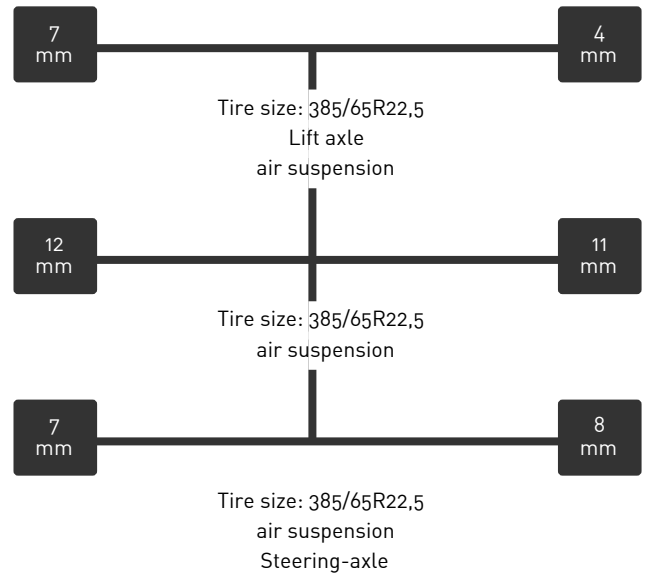 7
mm
4
mm
Tire size: 385/65R22,5
Lift axle
air suspension
12
mm
11
mm
Tire size: 385/65R22,5
air suspension
7
mm
8
mm
Tire size: 385/65R22,5
air suspension
Steering-axle